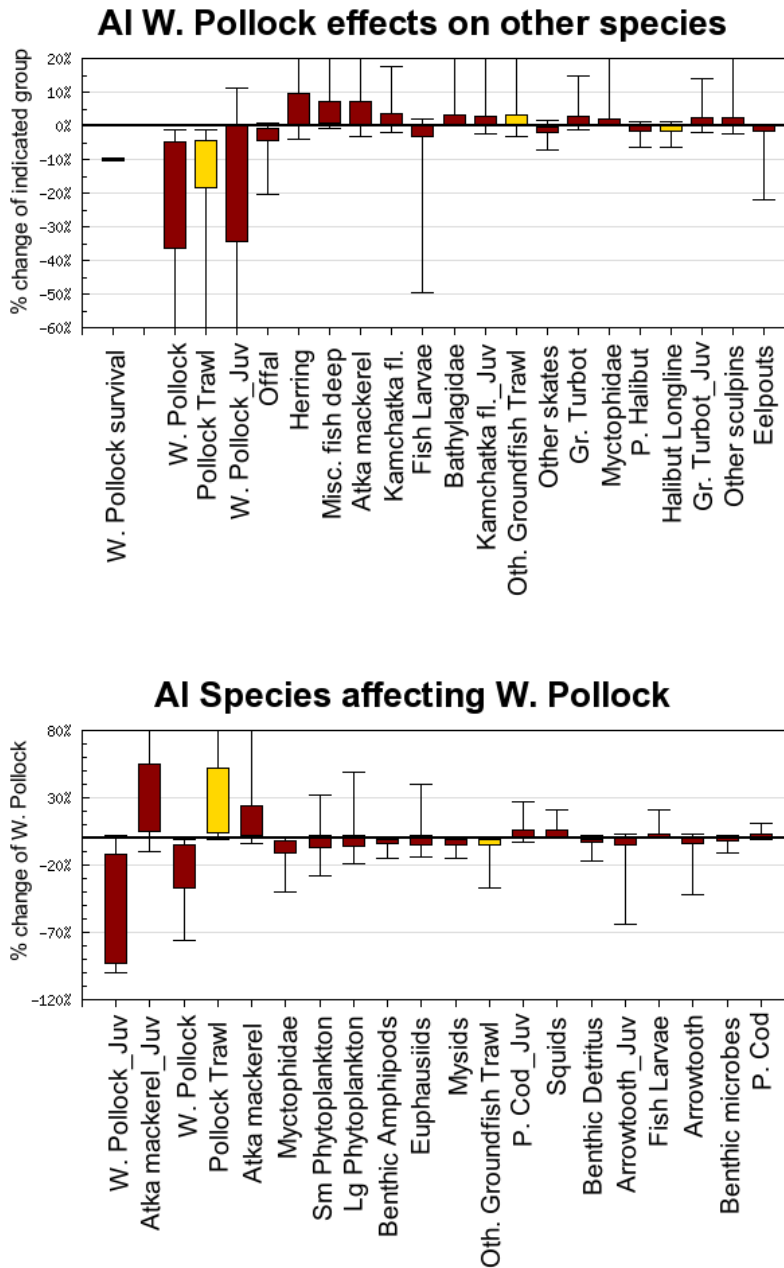 AI W. Pollock effects on other species
% change of indicated group
20%
10%
0%
-10%
-20%
-30%
-40%
-50%
-60%
W. Pollock survival
W. Pollock
Pollock Trawl
W. Pollock_Juv
Offal
Herring
Misc. fish deep
Atka mackerel
Kamchatka fl.
Fish Larvae
Bathylagidae
Kamchatka fl._Juv
Oth. Groundfish Trawl
Other skates
Gr. Turbot
Myctophidae
P. Halibut
Halibut Longline
Gr. Turbot_Juv
Other sculpins
Eelpouts
AI Species affecting W. Pollock
% change of W. Pollock
80%
30%
-20%
-70%
-120%
W. Pollock_Juv
Atka mackerel_Juv
W. Pollock
Pollock Trawl
Atka mackerel
Myctophidae
Sm Phytoplankton
Lg Phytoplankton
Benthic Amphipods
Euphausiids
Mysids
Oth. Groundfish Trawl
P. Cod_Juv
Squids
Benthic Detritus
Arrowtooth_Juv
Fish Larvae
Arrowtooth
Benthic microbes
P. Cod